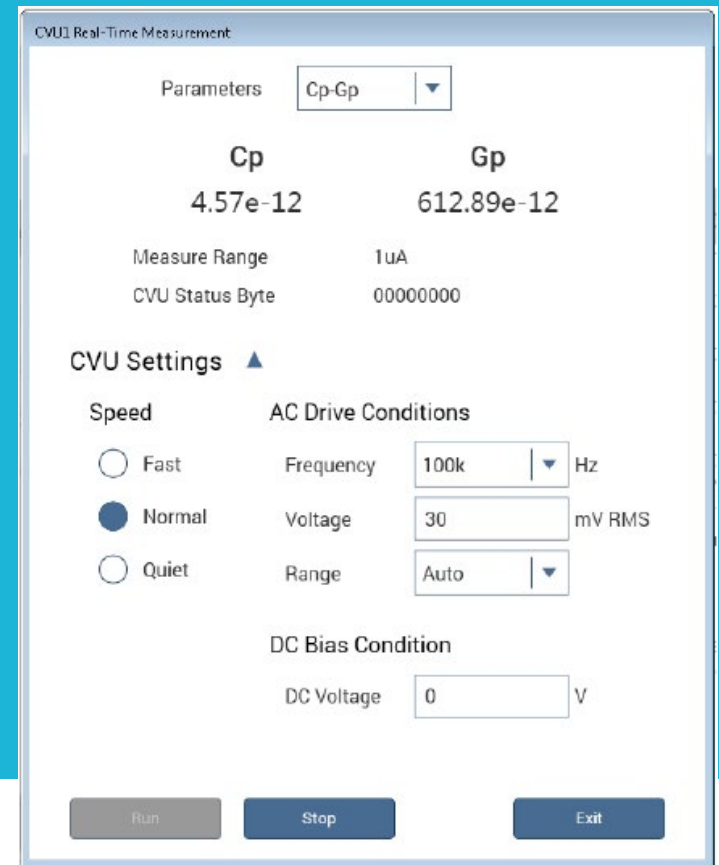 CVU1 Real-Time Measurement
Parameters Cp-Gp
Cp Gp
4.57e-12 612.89e-12
Measure Range 1uA
CVU Status Byte 00000000
CVU Settings
Speed AC Drive Conditions
Fast Frequency 100k Hz
Normal Voltage 30 mV RMS
Quiet Range Auto
DC Bias Condition
DC Voltage 0 V
Run Stop Exit